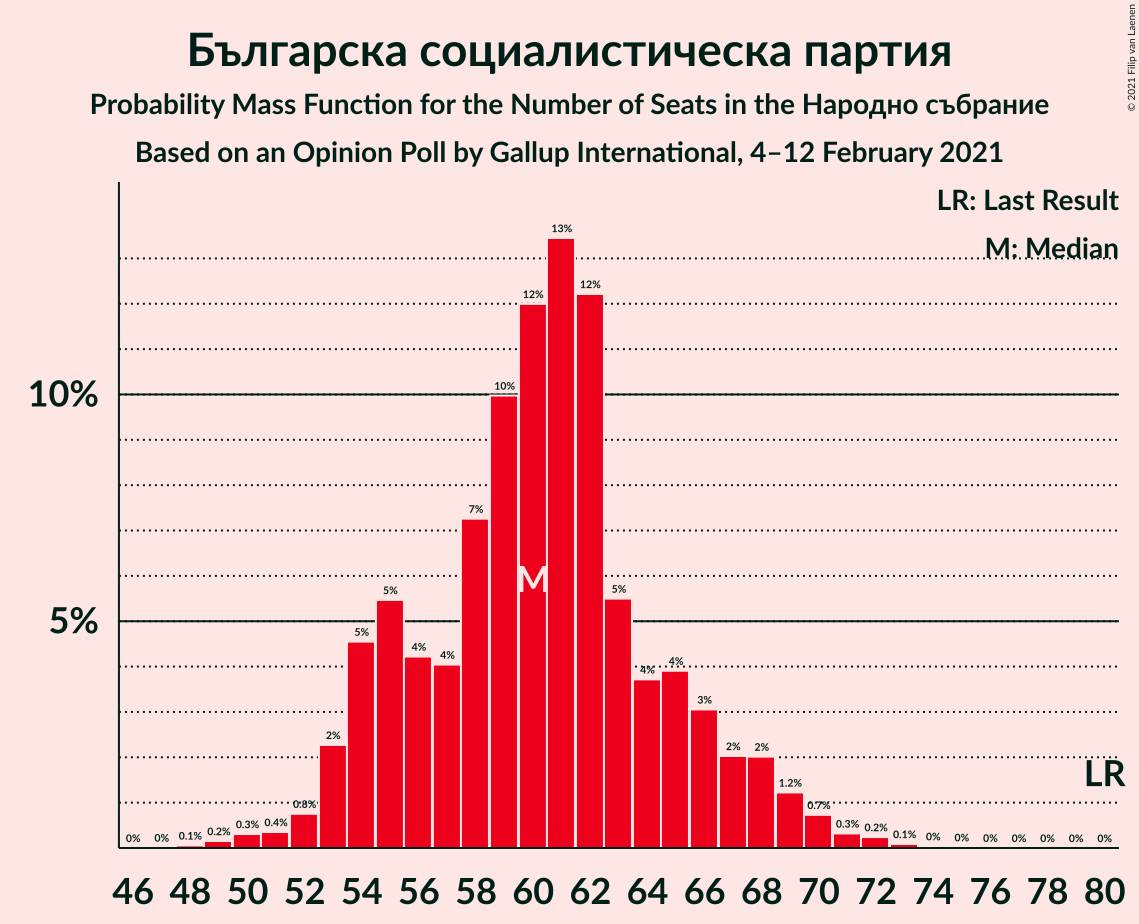 Българска социалистическа партия
Probability Mass Function for the Number of Seats in the Народно събрание
Based on an Opinion Poll by Gallup International, 4–12 February 2021
© 2021 Filip van Laenen
LR: Last Result
M: Median
10%
5%
0% 0% 0.1% 0.2% 0.3% 0.4% 0.8% 2% 5% 5% 4% 4% 7% 10% 12% 13% 12% 5% 4% 4% 3% 2% 2% 1.2% 0.7% 0.3% 0.2% 0.1% 0% 0% 0% 0% 0% 0% 0%
M
LR
46 48 50 52 54 56 58 60 62 64 66 68 70 72 74 76 78 80